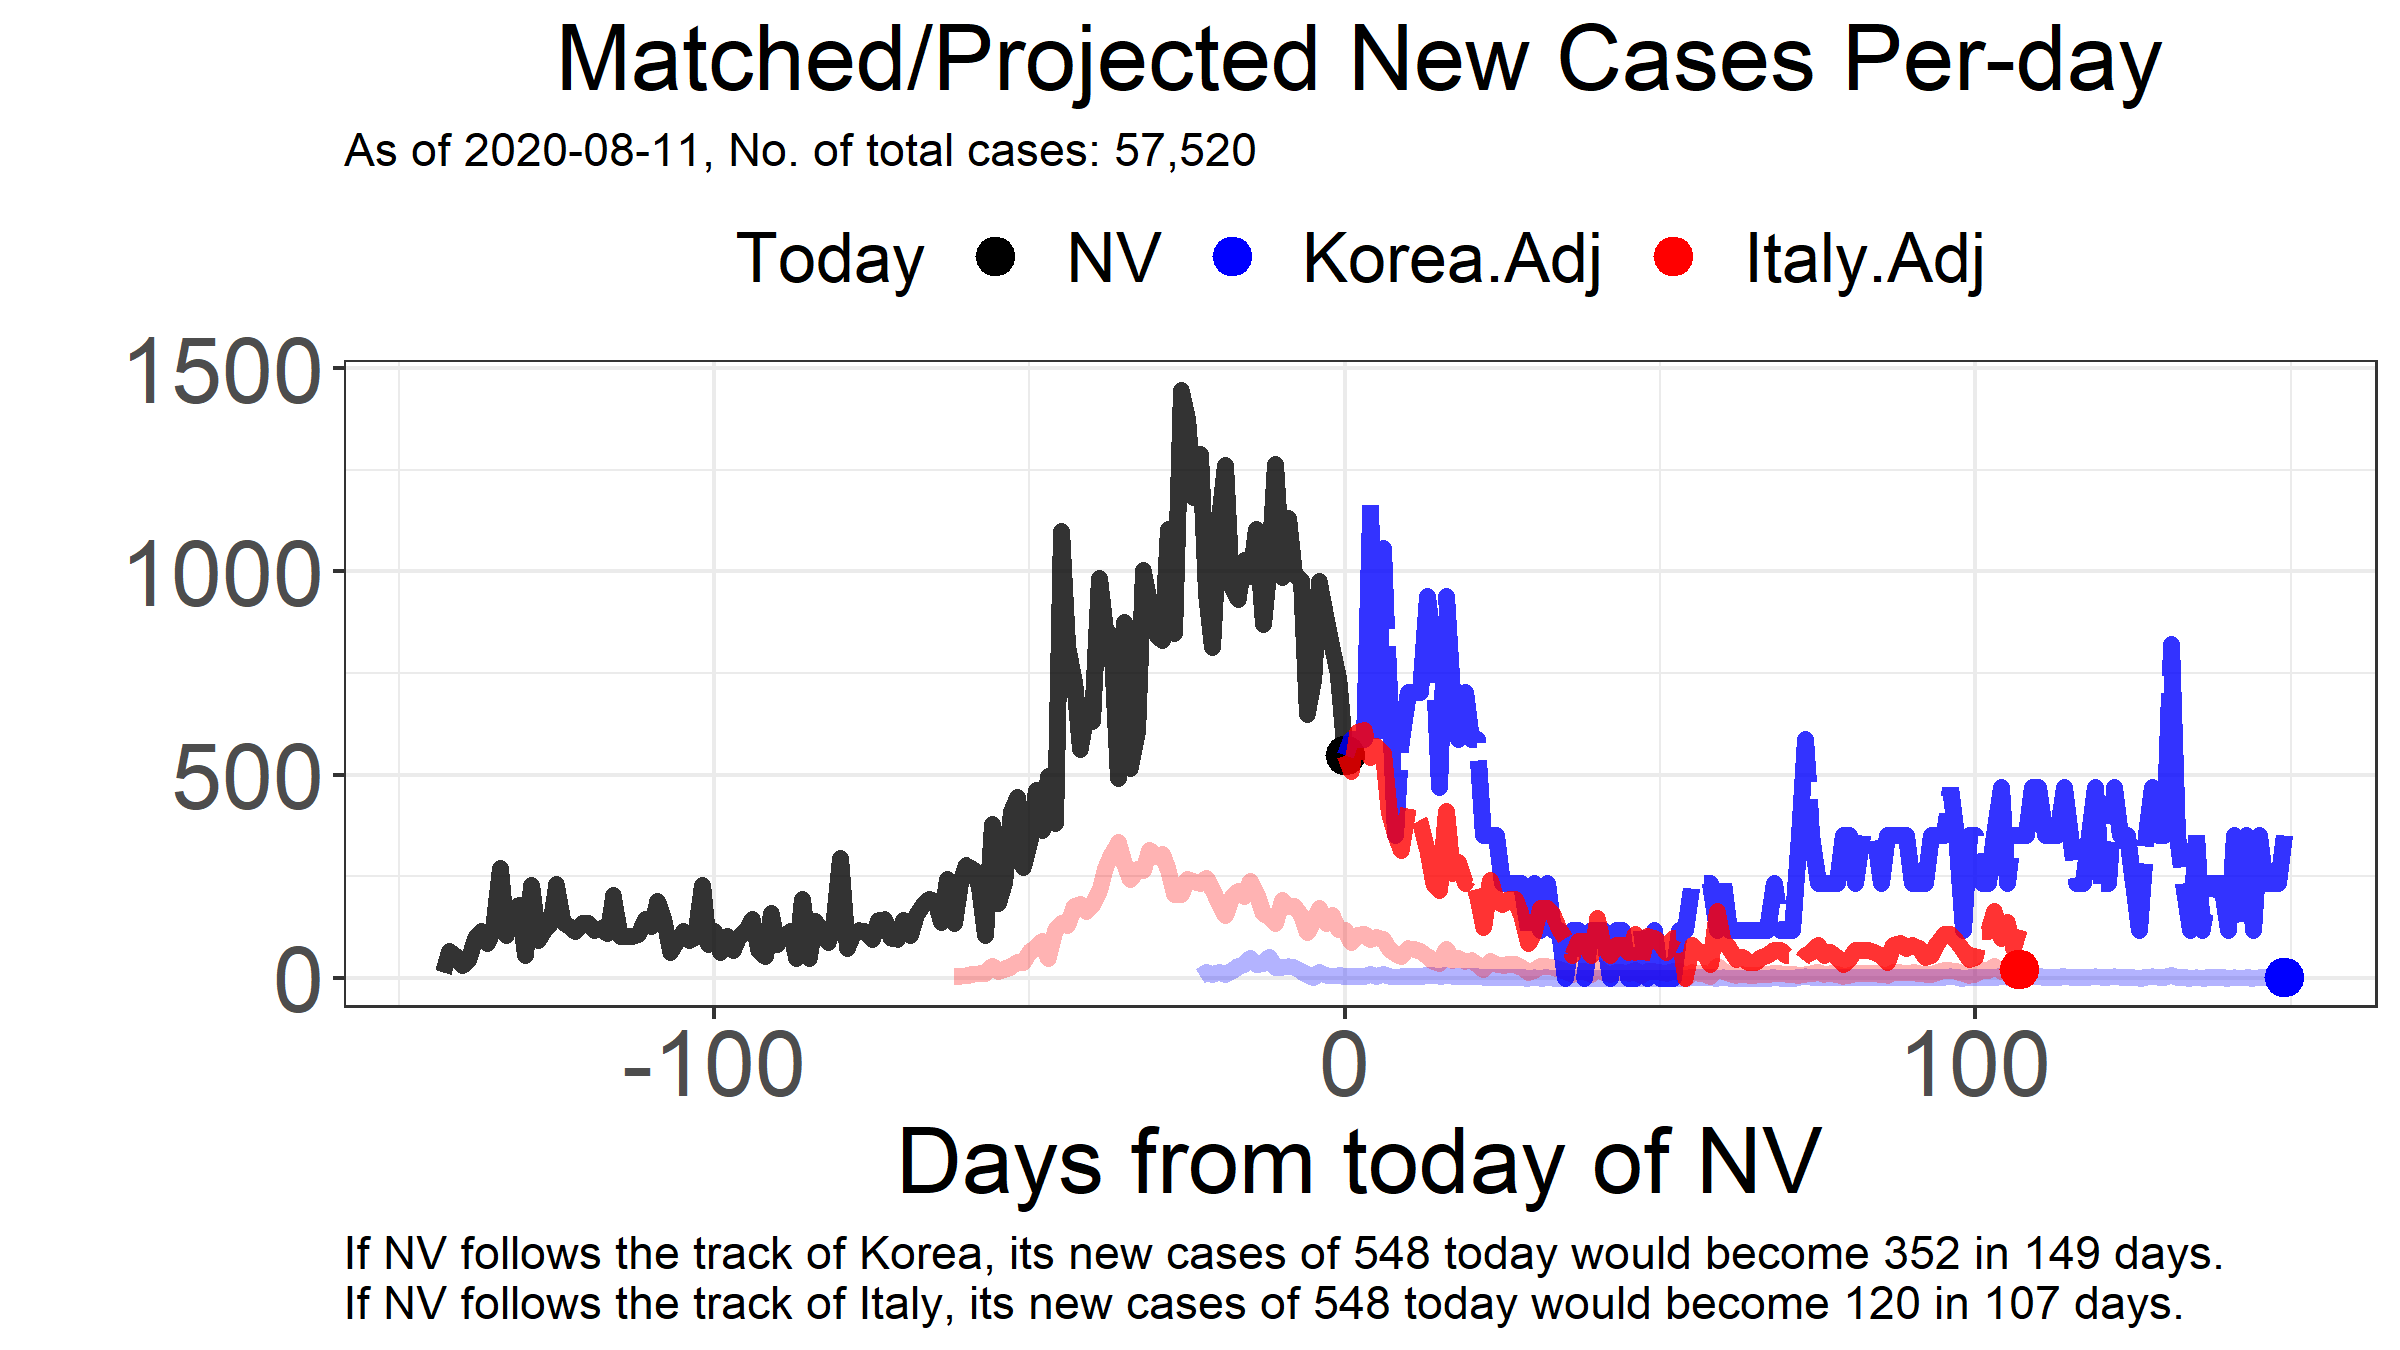 Matched/Projected New Cases Per-day
As of 2020-08-11, No. of total cases: 57,520
Today NV Korea.Adj Italy.Adj
1500
1000
500
0
-100 0 100
Days from today of NV
If NV follows the track of Korea, its new cases of 548 today would become 352 in 149 days.
If NV follows the track of Italy, its new cases of 548 today would become 120 in 107 days.